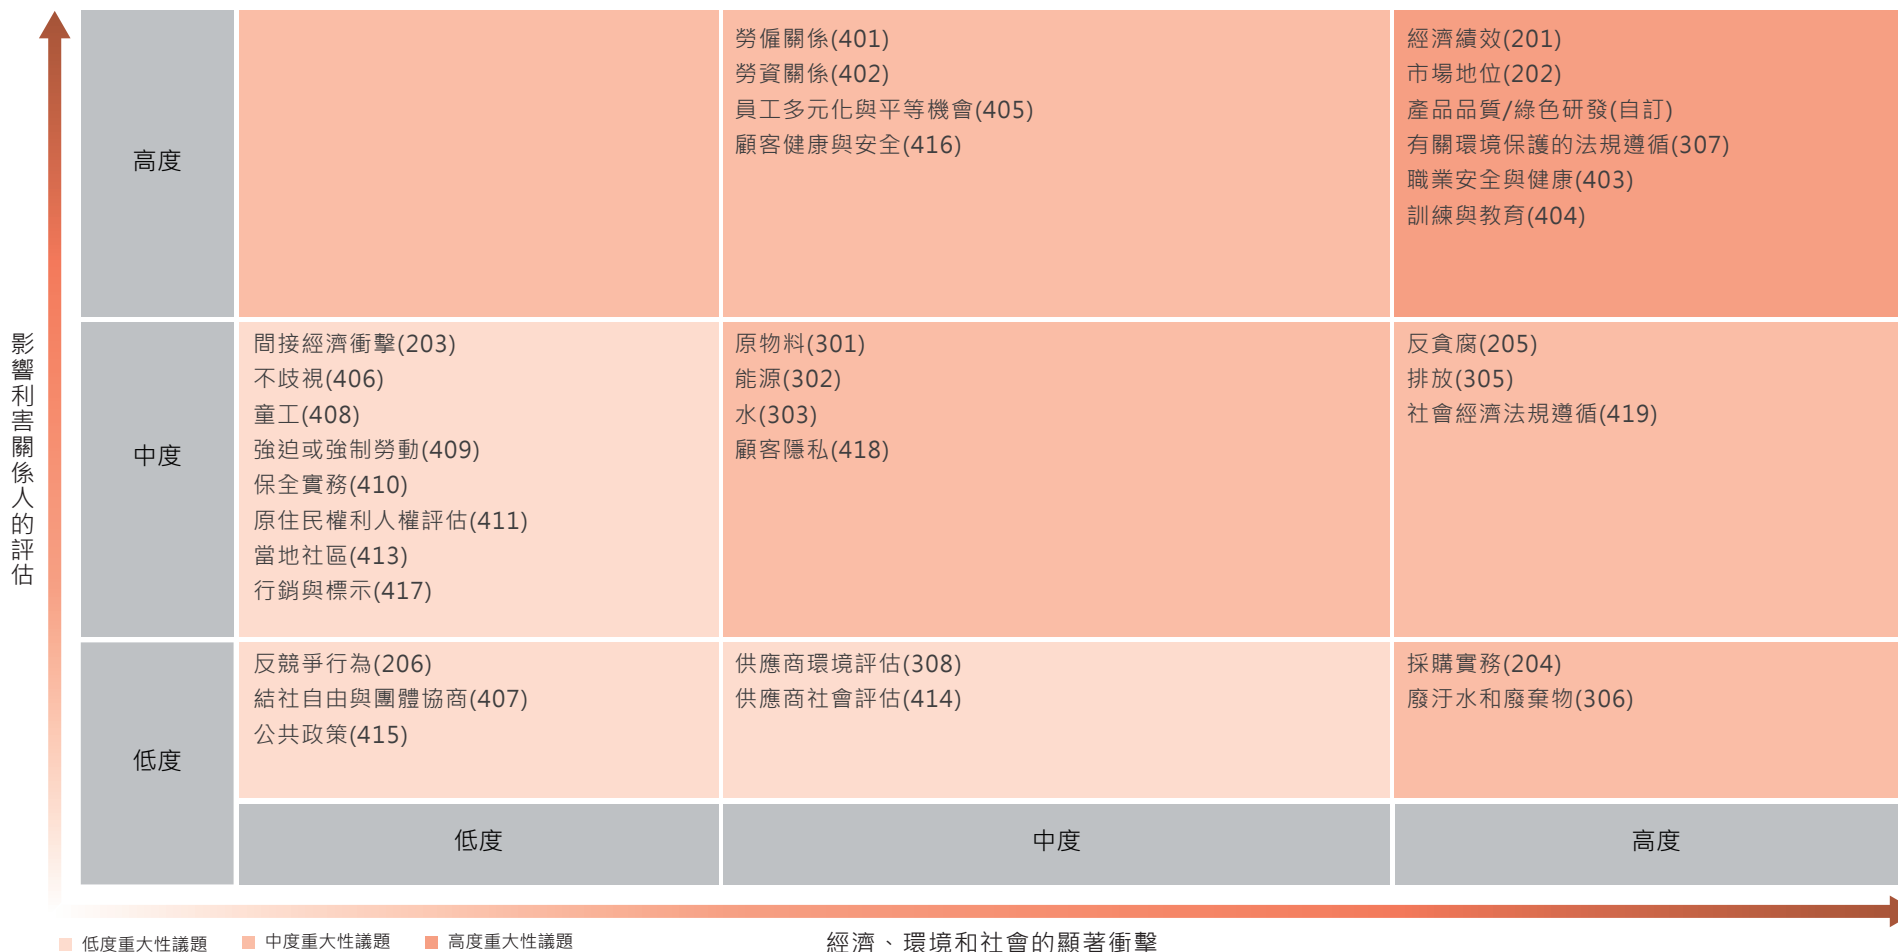 影響利害關係人的評估
高度
勞僱關係(401)
勞資關係(402)
員工多元化與平等機會(405)
顧客健康與安全(416)
經濟績效(201)
市場地位(202)
產品品質/綠色研發(自訂)
有關環境保護的法規遵循(307)
職業安全與健康(403)
訓練與教育(404)
中度
間接經濟衝擊(203)
不歧視(406)
童工(408)
強迫或強制勞動(409)
保全實務(410)
原住民權利人權評估(411)
當地社區(413)
行銷與標示(417)
原物料(301)
能源(302)
水(303)
顧客隱私(418)
反貪腐(205)
排放(305)
社會經濟法規遵循(419)
低度
反競爭行為(206)
結社自由與團體協商(407)
公共政策(415)
供應商環境評估(308)
供應商社會評估(414)
採購實務(204)
廢汙水和廢棄物(306)
低度
中度
高度
低度重大性議題
中度重大性議題
高度重大性議題
經濟、環境和社會的顯著衝擊